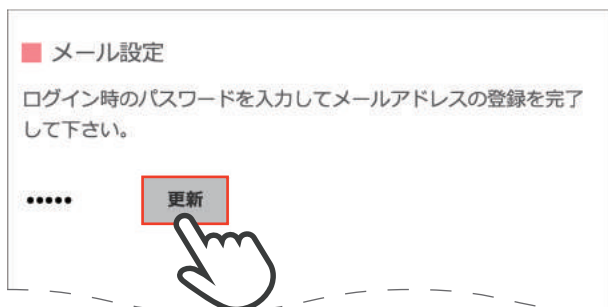 メール設定
ログイン時のパスワードを入力してメールアドレスの登録を完了
して下さい。
••••• 更新